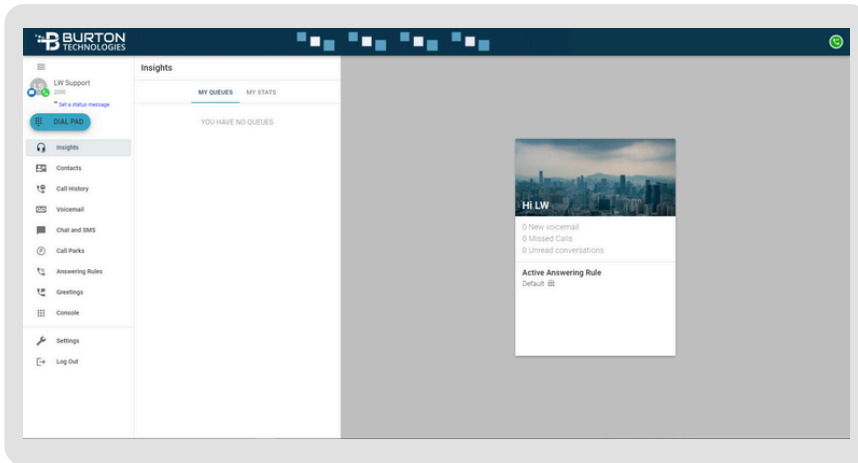 BURTON
TECHNOLOGIES
LW Support
2000
Set a status message
DIAL PAD
Insights
Contacts
Call History
Voicemail
Chat and SMS
Call Parks
Answering Rules
Greetings
Console
Settings
Log Out
Insights
MY QUEUES MY STATS
YOU HAVE NO QUEUES
Hi LW
0 New voicemail
0 Missed Calls
0 Unread conversations
Active Answering Rule
Default